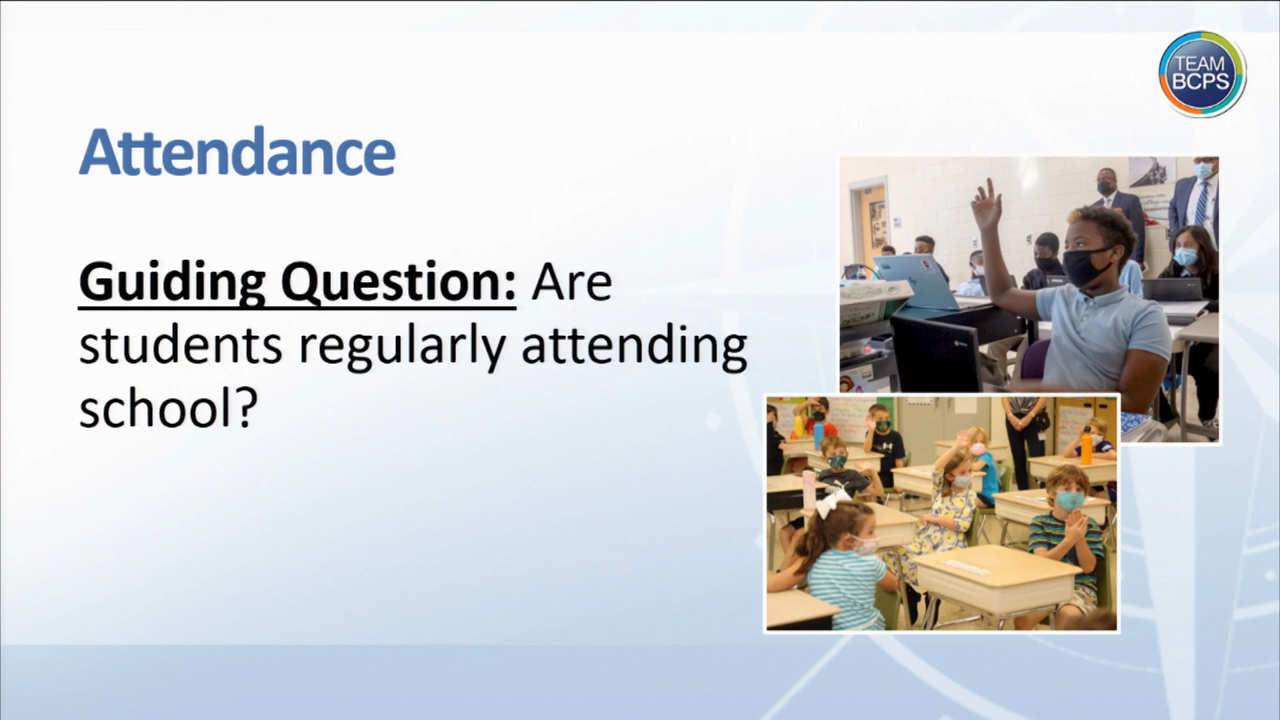 TEAM
BCPS
Attendance
Guiding Question: Are
students regularly attending
school?